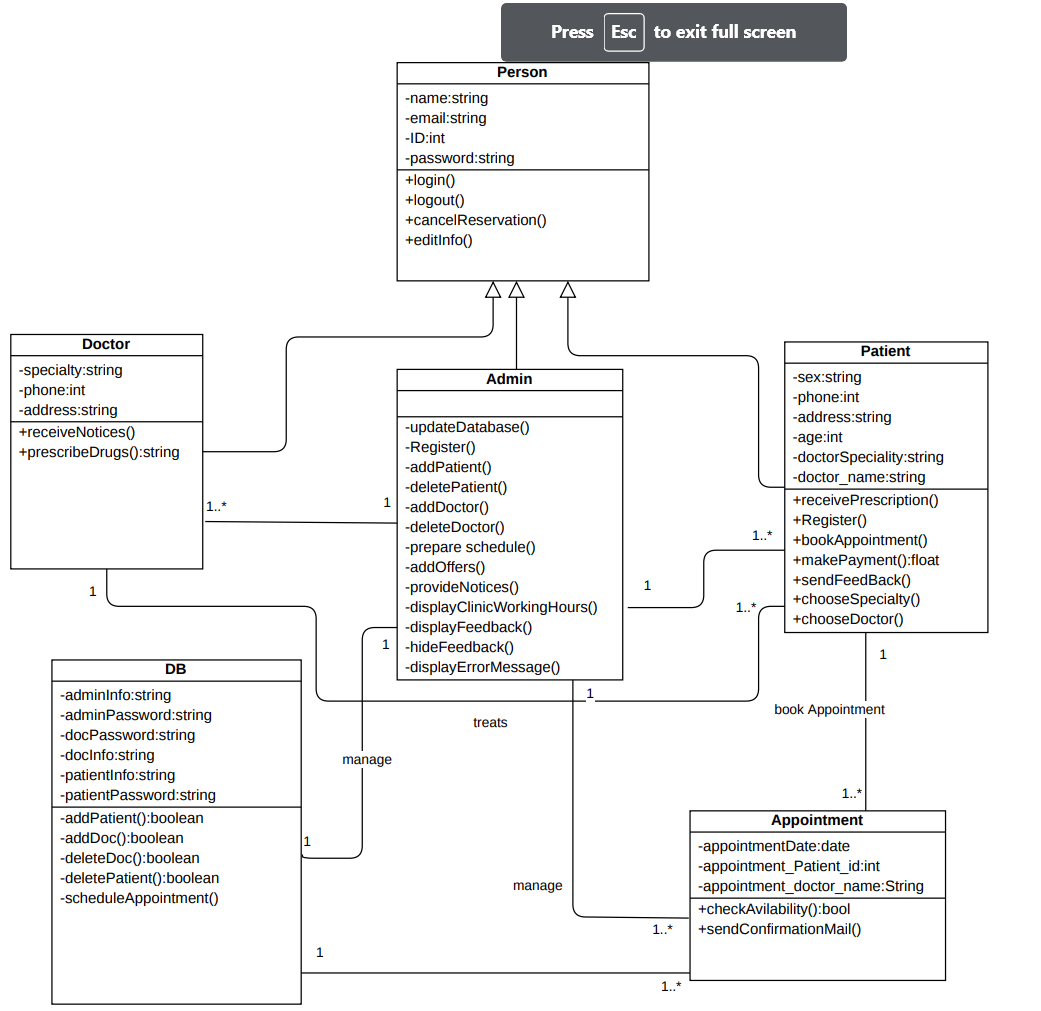 Press Esc to exit full screen
Person
-name:string
-email:string
-ID:int
-password:string
+login()
+logout()
+cancelReservation()
+editInfo()
Doctor
-specialty:string
-phone:int
-address:string
+receiveNotices()
+prescribeDrugs():string
1..*
1
1
Admin
-updateDatabase()
-Register()
-addPatient()
-deletePatient()
-addDoctor()
-deleteDoctor()
-prepare schedule()
-addOffers()
-provideNotices()
-displayClinicWorkingHours()
-displayFeedback()
-hideFeedback()
-displayErrorMessage()
1
1
1
Patient
-sex:string
-phone:int
-address:string
-age:int
-doctorSpeciality:string
-doctor_name:string
+receivePrescription()
+Register()
+bookAppointment()
+makePayment():float
+sendFeedBack()
+chooseSpecialty()
+chooseDoctor()
1..*
1..*
1
treats
book Appointment
manage
DB
-adminInfo:string
-adminPassword:string
-docPassword:string
-docInfo:string
-patientInfo:string
-patientPassword:string
+addPatient():boolean
+addDoc():boolean
+deleteDoc():boolean
-deletePatient():boolean
-scheduleAppointment()
1
1
manage
1..*
1..*
1..*
Appointment
-appointmentDate:date
-appointment_Patient_id:int
-appointment_doctor_name:String
+checkAvilability():bool
+sendConfirmationMail()